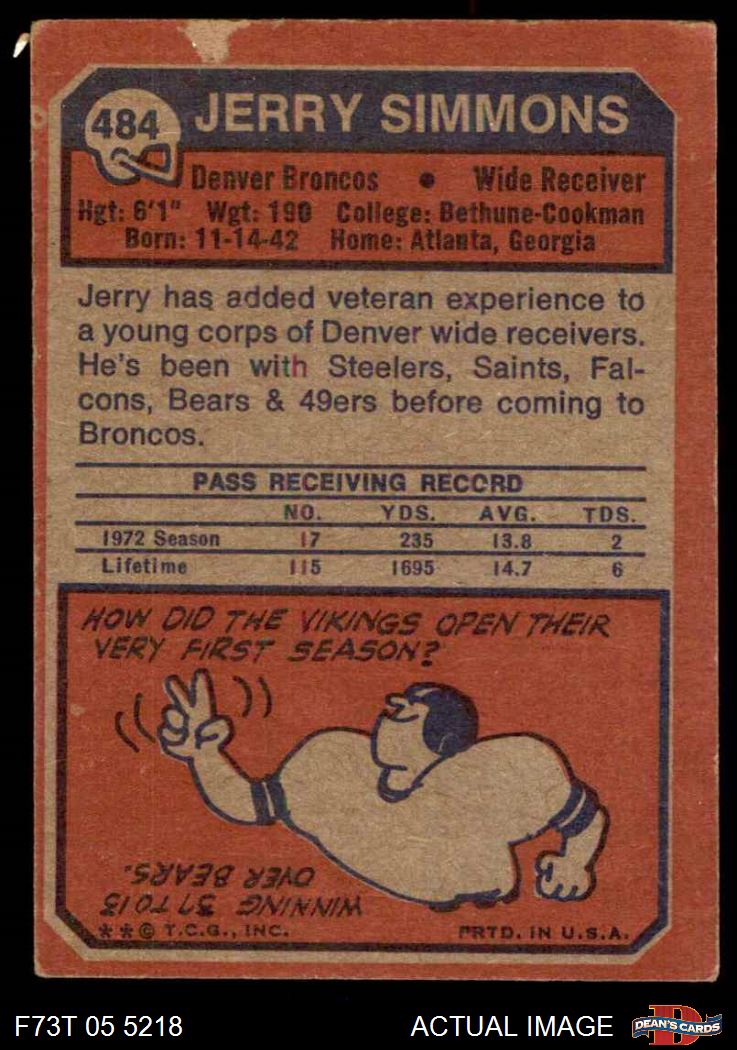 484 JERRY SIMMONS
Denver Broncos • Wide Receiver
Hgt: 6'1" Wgt: 190 College: Bethune-Cookman
Born: 11-14-42 Home: Atlanta, Georgia
Jerry has added veteran experience to
a young corps of Denver wide receivers.
He's been with Steelers, Saints, Fal-
cons, Bears & 49ers before coming to
Broncos.
PASS RECEIVING RECORD
NO. YDS. AVG. TDS.
1972 Season 17 235 13.8 2
Lifetime 115 1695 14.7 6
HOW DID THE VIKINGS OPEN THEIR
VERY FIRST SEASON?
WINNING 37 TO 13
OVER BEARS.
**© T.C.G., INC. PRTD. IN U.S.A.
F73T 05 5218 ACTUAL IMAGE DEAN'S CARDS